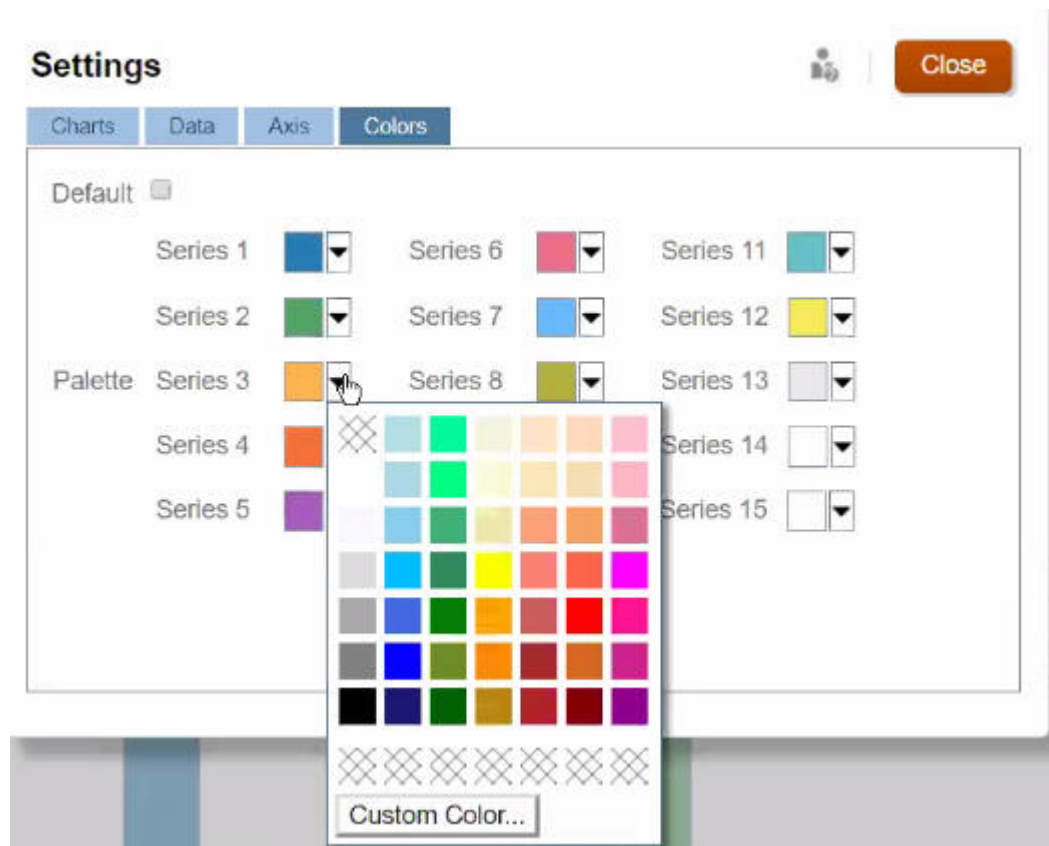 Settings
Close
Charts Data Axis Colors
Default
Series 1 Series 6 Series 11
Series 2 Series 7 Series 12
Palette Series 3 Series 8 Series 13
Series 4 Series 14
Series 5 Series 15
Custom Color...